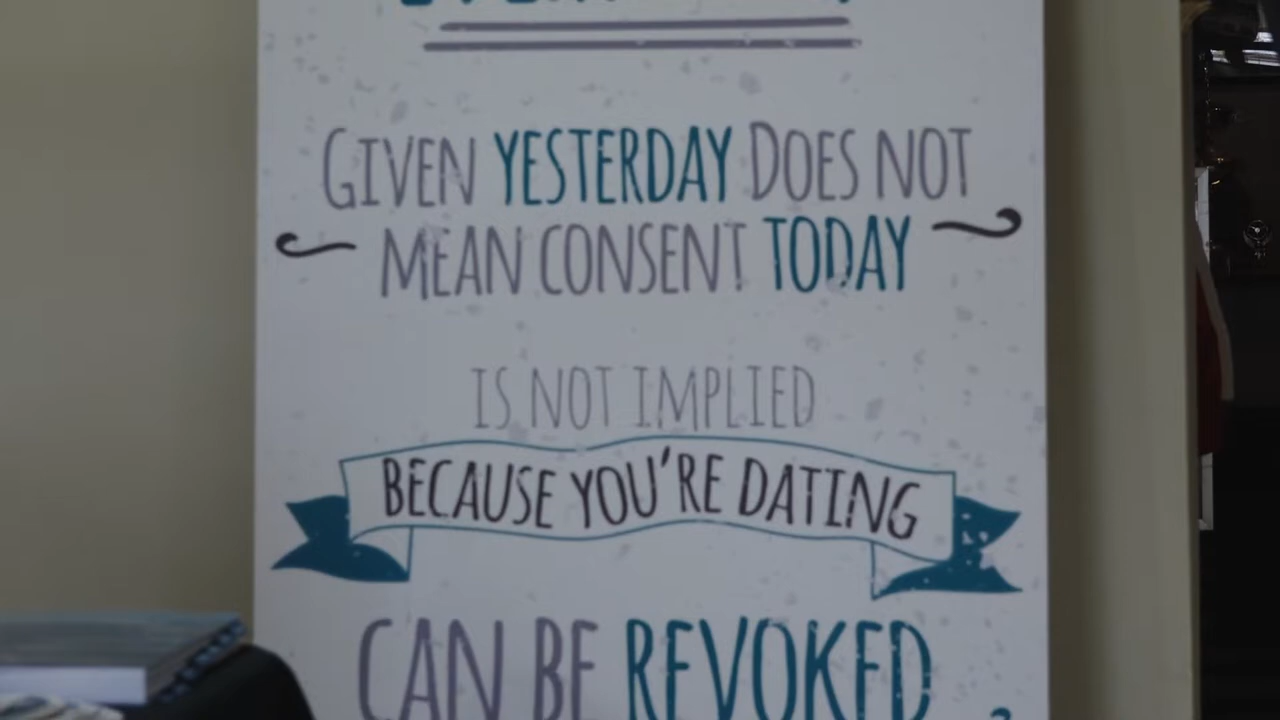 GIVEN YESTERDAY DOES NOT
MEAN CONSENT TODAY
IS NOT IMPLIED
BECAUSE YOU'RE DATING
CAN BE REVOKED